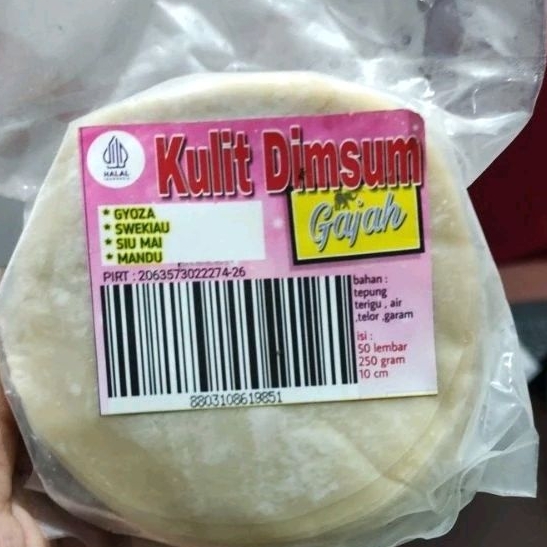 Kulit Dimsum
Gajah
HALAL
INDONESIA
* GYOZA
* SWEKIAU
* SIU MAI
* MANDU
PIRT : 2063573022274-26
bahan :
tepung
terigu , air
,telor ,garam
isi :
50 lembar
250 gram
10 cm
8803108619851